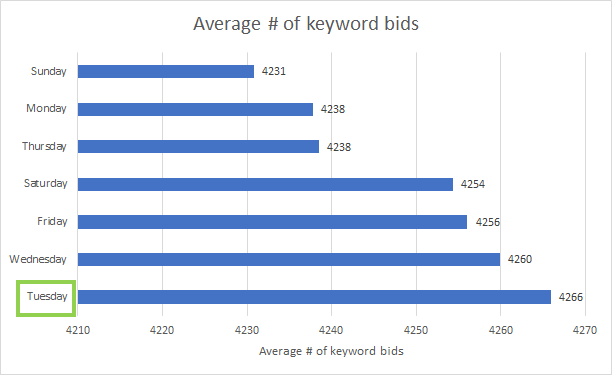 Average # of keyword bids
Sunday 4231
Monday 4238
Thursday 4238
Saturday 4254
Friday 4256
Wednesday 4260
Tuesday 4266
4210 4220 4230 4240 4250 4260 4270
Average # of keyword bids